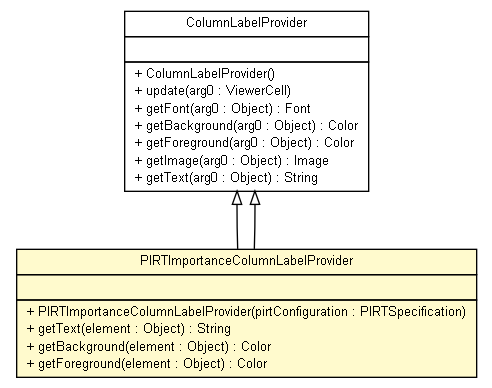 ColumnLabelProvider
+ ColumnLabelProvider()
+ update(arg0 : ViewerCell)
+ getFont(arg0 : Object) : Font
+ getBackground(arg0 : Object) : Color
+ getForeground(arg0 : Object) : Color
+ getImage(arg0 : Object) : Image
+ getText(arg0 : Object) : String
PIRTImportanceColumnLabelProvider
+ PIRTImportanceColumnLabelProvider(pirtConfiguration : PIRTSpecification)
+ getText(element : Object) : String
+ getBackground(element : Object) : Color
+ getForeground(element : Object) : Color